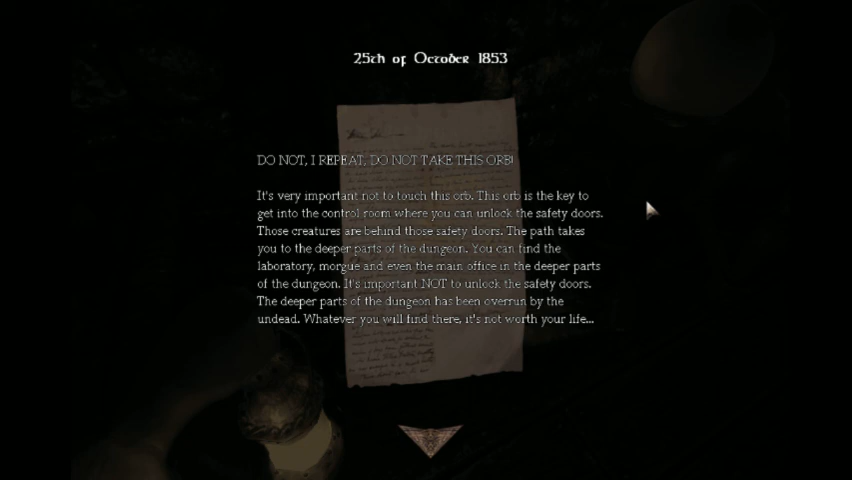 25th of October 1853
DO NOT, I REPEAT, DO NOT TAKE THIS ORB!
It's very important not to touch this orb. This orb is the key to
get into the control room where you can unlock the safety doors.
Those creatures are behind those safety doors. The path takes
you to the deeper parts of the dungeon. You can find the
laboratory, morgue and even the main office in the deeper parts
of the dungeon. It's important NOT to unlock the safety doors.
The deeper parts of the dungeon has been overrun by the
undead. Whatever you will find there, it's not worth your life...